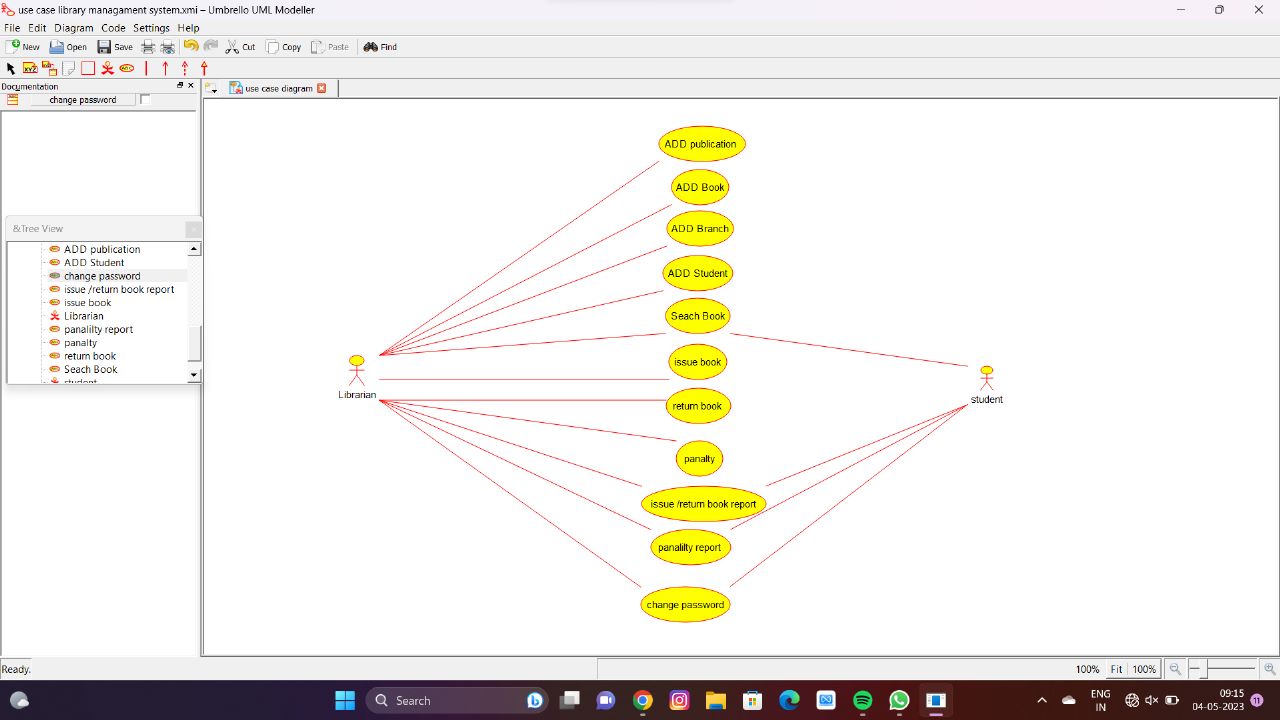 use case library managament system.xmi – Umbrello UML Modeller
File Edit Diagram Code Settings Help
New Open Save Cut Copy Paste Find
Documentation
change password
use case diagram
ADD publication
ADD Book
ADD Branch
ADD Student
Seach Book
issue book
return book
panalty
issue /return book report
panalilty report
change password
Librarian
student
&Tree View
ADD publication
ADD Student
change password
issue /return book report
issue book
Librarian
panalilty report
panalty
return book
Seach Book
student
Ready.
100% Fit 100%
Search
ENG
IN
09:15
04-05-2023
11